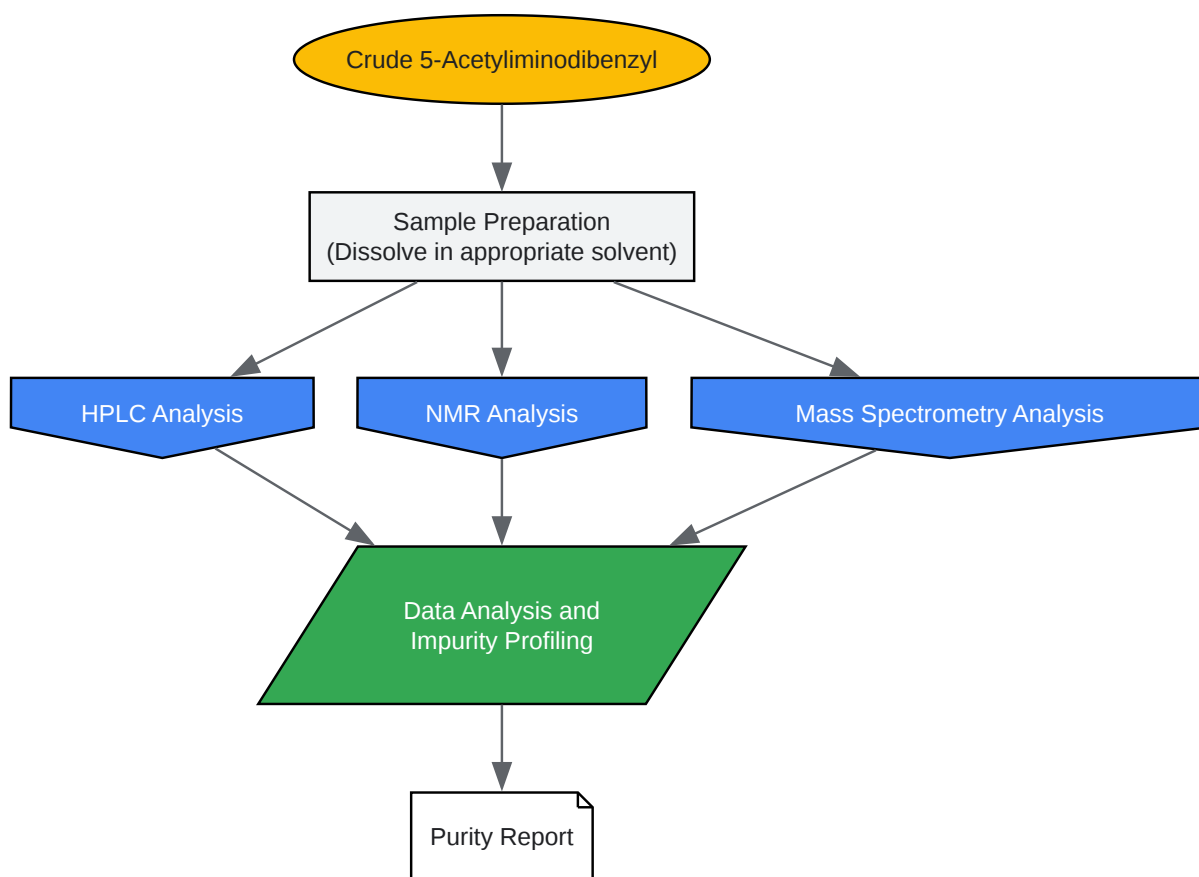 Crude 5-Acetyliminodibenzyl
Sample Preparation
(Dissolve in appropriate solvent)
HPLC Analysis
NMR Analysis
Mass Spectrometry Analysis
Data Analysis and
Impurity Profiling
Purity Report